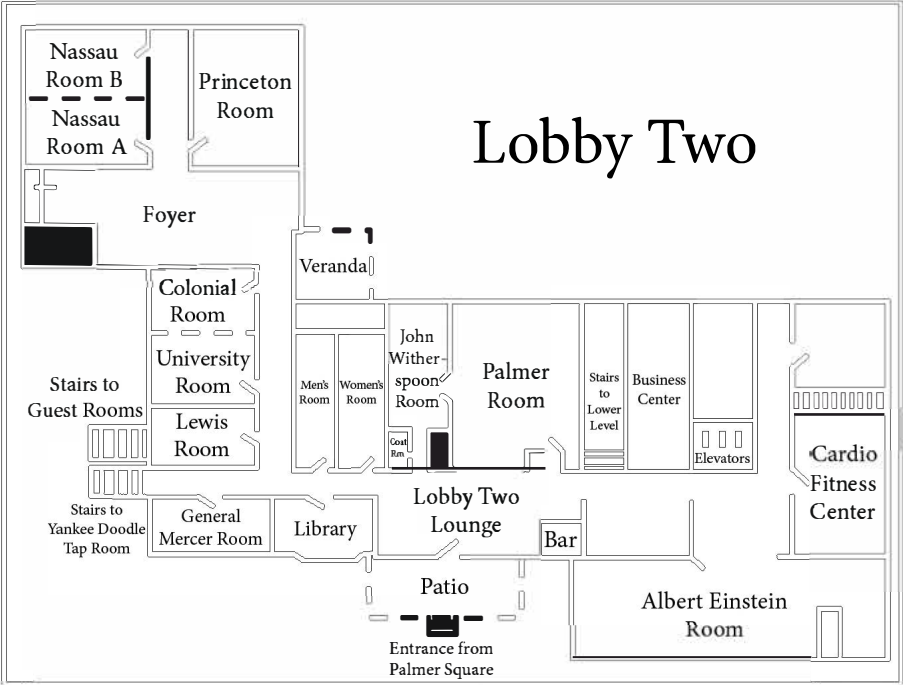 Nassau
Room B
Nassau
Room A
Princeton
Room
Lobby Two
Foyer
Veranda
Colonial
Room
University
Room
Lewis
Room
Stairs to
Guest Rooms
Men's
Room
Women's
Room
John
Wither-
spoon
Room
Coat
Rm
Palmer
Room
Stairs
to
Lower
Level
Business
Center
Elevators
Cardio
Fitness
Center
Stairs to
Yankee Doodle
Tap Room
General
Mercer Room
Library
Lobby Two
Lounge
Bar
Patio
Albert Einstein
Room
Entrance from
Palmer Square